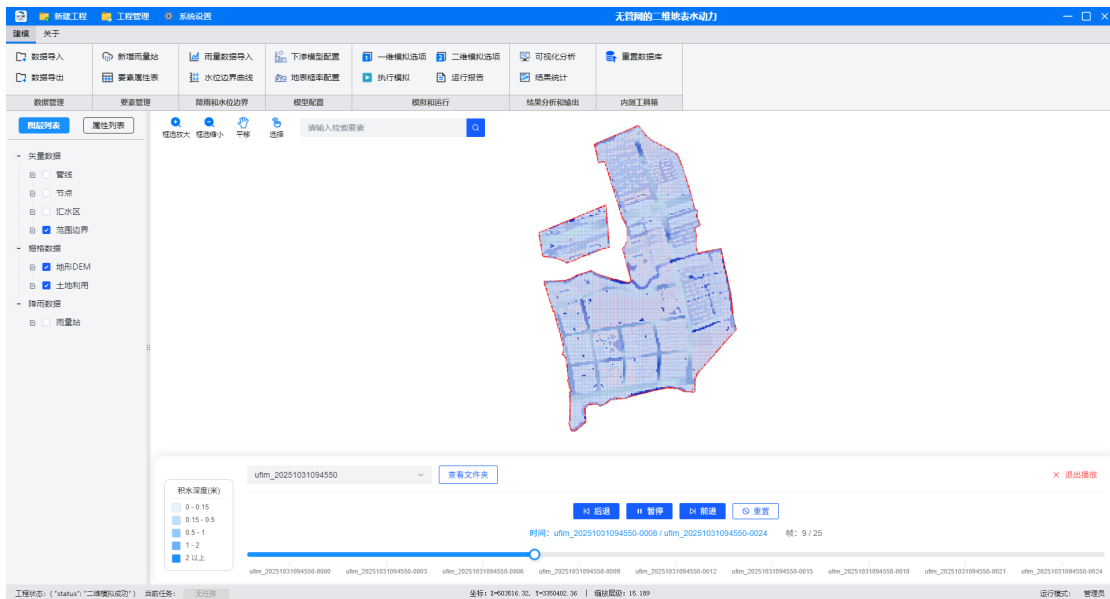 新建工程 工程管理 系统设置 无管网的二维地表水动力
建模 关于
数据导入 新增雨量站 雨量数据导入 下渗模型配置 一维模拟选项 二维模拟选项 可视化分析 重置数据库
数据导出 要素属性表 水位边界曲线 地表糙率配置 执行模拟 运行报告 结果统计
数据管理 要素管理 降雨和水位边界 模型配置 模拟和运行 结果分析和输出 内测工具箱
图层列表 属性列表
框选放大 框选缩小 平移 选择 请输入检索要素
矢量数据
管线
节点
汇水区
范围边界
栅格数据
地形DEM
土地利用
降雨数据
雨量站
ufim_20251031094550 查看文件夹 退出播放
积水深度(米)
0 - 0.15
0.15 - 0.5
0.5 - 1
1 - 2
2 以上
后退 暂停 前进 重置
时间: ufim_20251031094550-0008 / ufim_20251031094550-0024 帧: 9 / 25
ufim_20251031094550-0000 ufim_20251031094550-0003 ufim_20251031094550-0006 ufim_20251031094550-0009 ufim_20251031094550-0012 ufim_20251031094550-0015 ufim_20251031094550-0018 ufim_20251031094550-0021 ufim_20251031094550-0024
工程状态: {"status":"二维模拟成功"} 当前任务: 无任务 坐标: X=503516.32, Y=3350402.36 | 缩放层级: 15.189 运行模式: 管理员